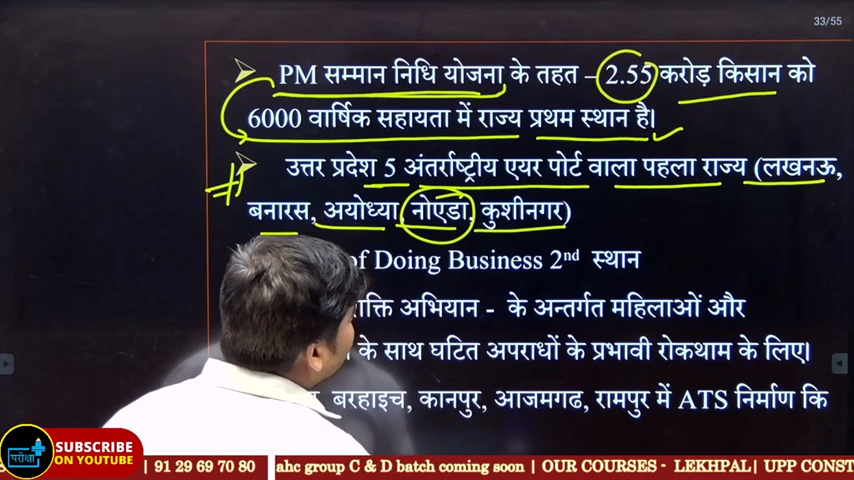 33/55
PM सम्मान निधि योजना के तहत – 2.55 करोड़ किसान को
6000 वार्षिक सहायता में राज्य प्रथम स्थान है।
उत्तर प्रदेश 5 अंतर्राष्ट्रीय एयर पोर्ट वाला पहला राज्य (लखनऊ,
बनारस, अयोध्या, नोएडा, कुशीनगर)
of Doing Business 2nd स्थान
अभियान - के अन्तर्गत महिलाओं और
के साथ घटित अपराधों के प्रभावी रोकथाम के लिए।
बरहाइच, कानपुर, आजमगढ, रामपुर में ATS निर्माण कि
परीक्षा
SUBSCRIBE
ON YOUTUBE
| 91 29 69 70 80 | ahc group C & D batch coming soon | OUR COURSES - LEKHPAL| UPP CONST